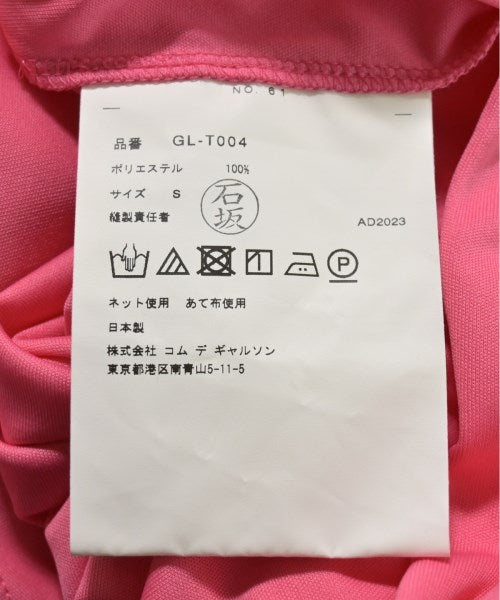 NO. 61
品番 GL-T004
ポリエステル 100%
サイズ S
縫製責任者 石坂
AD2023
P
ネット使用 あて布使用
日本製
株式会社 コム デ ギャルソン
東京都港区南青山5-11-5